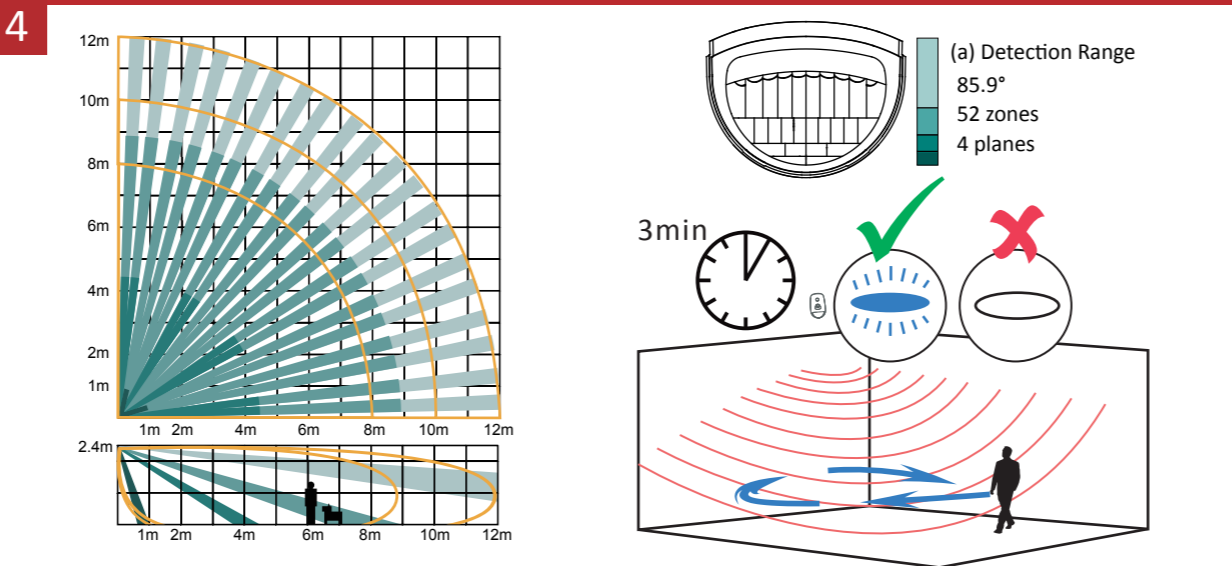 4
12m
10m
8m
6m
4m
2m
1m
1m 2m 4m 6m 8m 10m 12m
2.4m
1m 2m 4m 6m 8m 10m 12m
(a) Detection Range
85.9°
52 zones
4 planes
3min